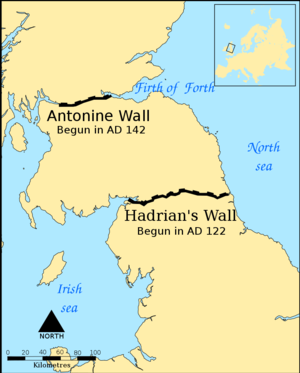 Firth of Forth
Antonine Wall
Begun in AD 142
North
sea
Hadrian's Wall
Begun in AD 122
Irish
sea
NORTH
0 20 40 60 80 100
Kilometres